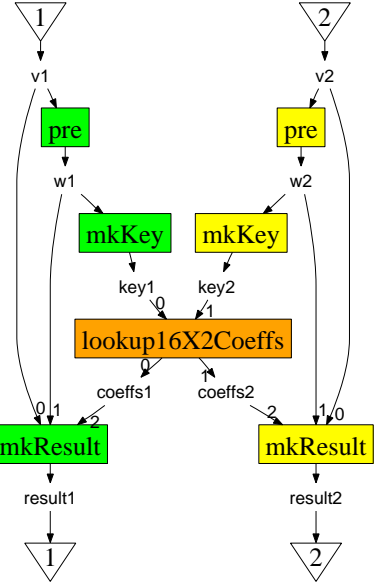 1 2
v1 v2
pre pre
w1 w2
mkKey mkKey
key1 key2
0 1
lookup16X2Coeffs
0 1
coeffs1 coeffs2
0 1 2 2 1 0
mkResult mkResult
result1 result2
1 2